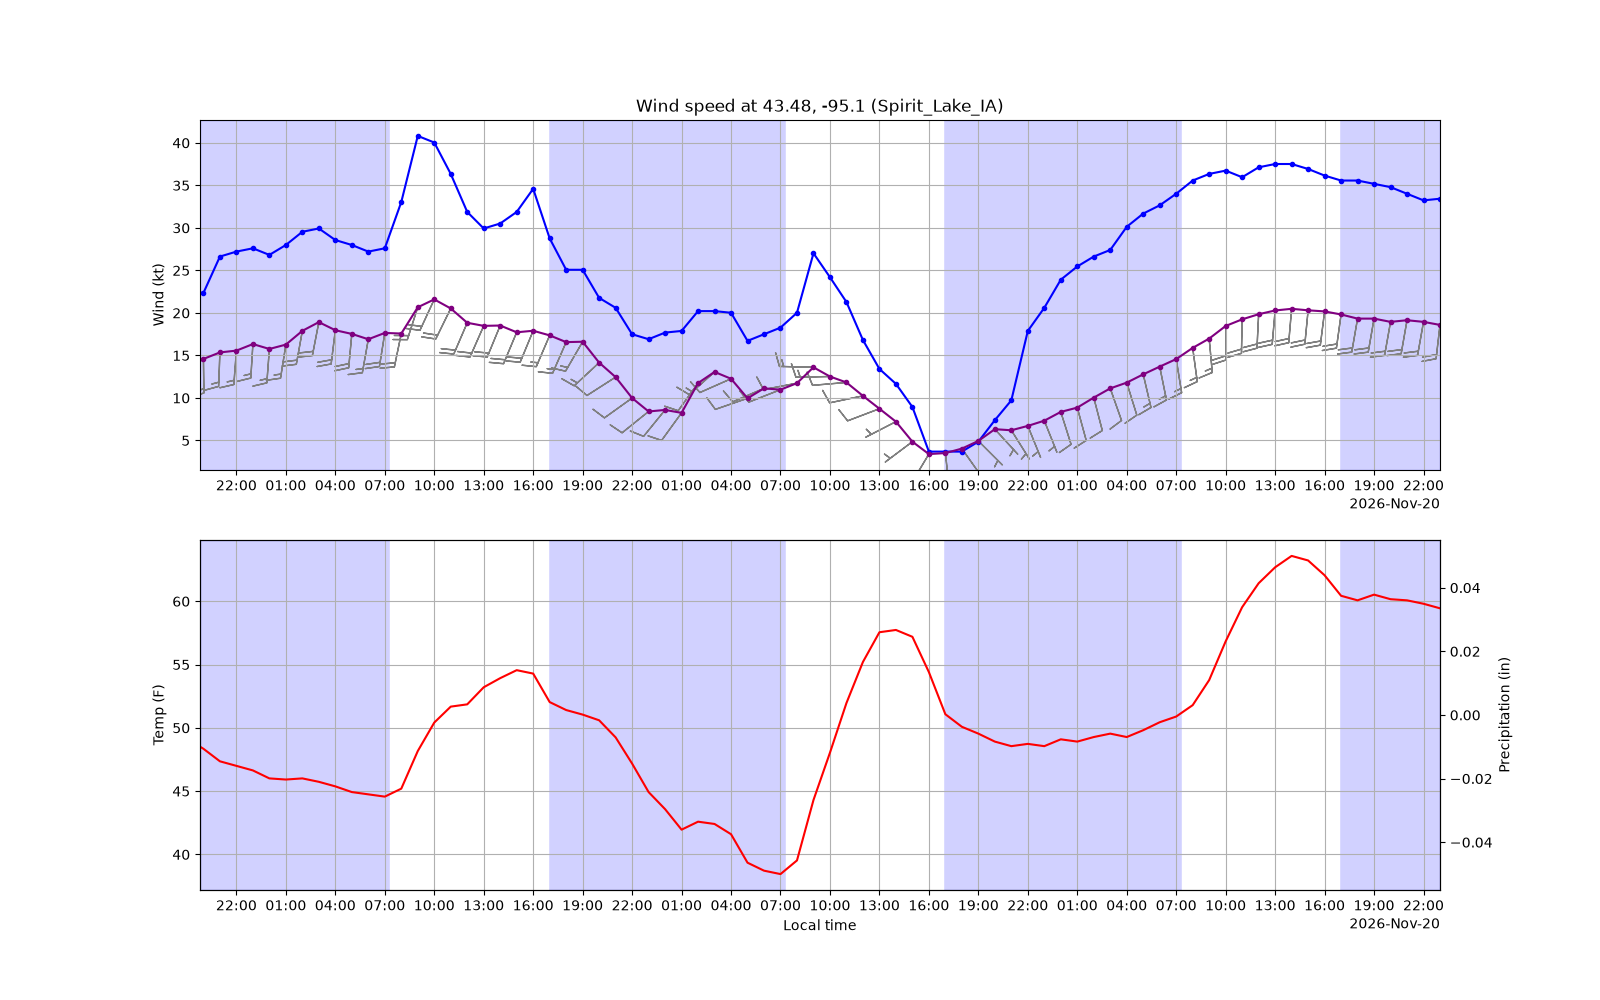 Wind speed at 43.48, -95.1 (Spirit_Lake_IA)
40
35
30
25
20
15
10
5
Wind (kt)
22:00 01:00 04:00 07:00 10:00 13:00 16:00 19:00 22:00 01:00 04:00 07:00 10:00 13:00 16:00 19:00 22:00 01:00 04:00 07:00 10:00 13:00 16:00 19:00 22:00
2026-Nov-20
60
55
50
45
40
Temp (F)
0.04
0.02
0.00
−0.02
−0.04
Precipitation (in)
22:00 01:00 04:00 07:00 10:00 13:00 16:00 19:00 22:00 01:00 04:00 07:00 10:00 13:00 16:00 19:00 22:00 01:00 04:00 07:00 10:00 13:00 16:00 19:00 22:00
Local time
2026-Nov-20